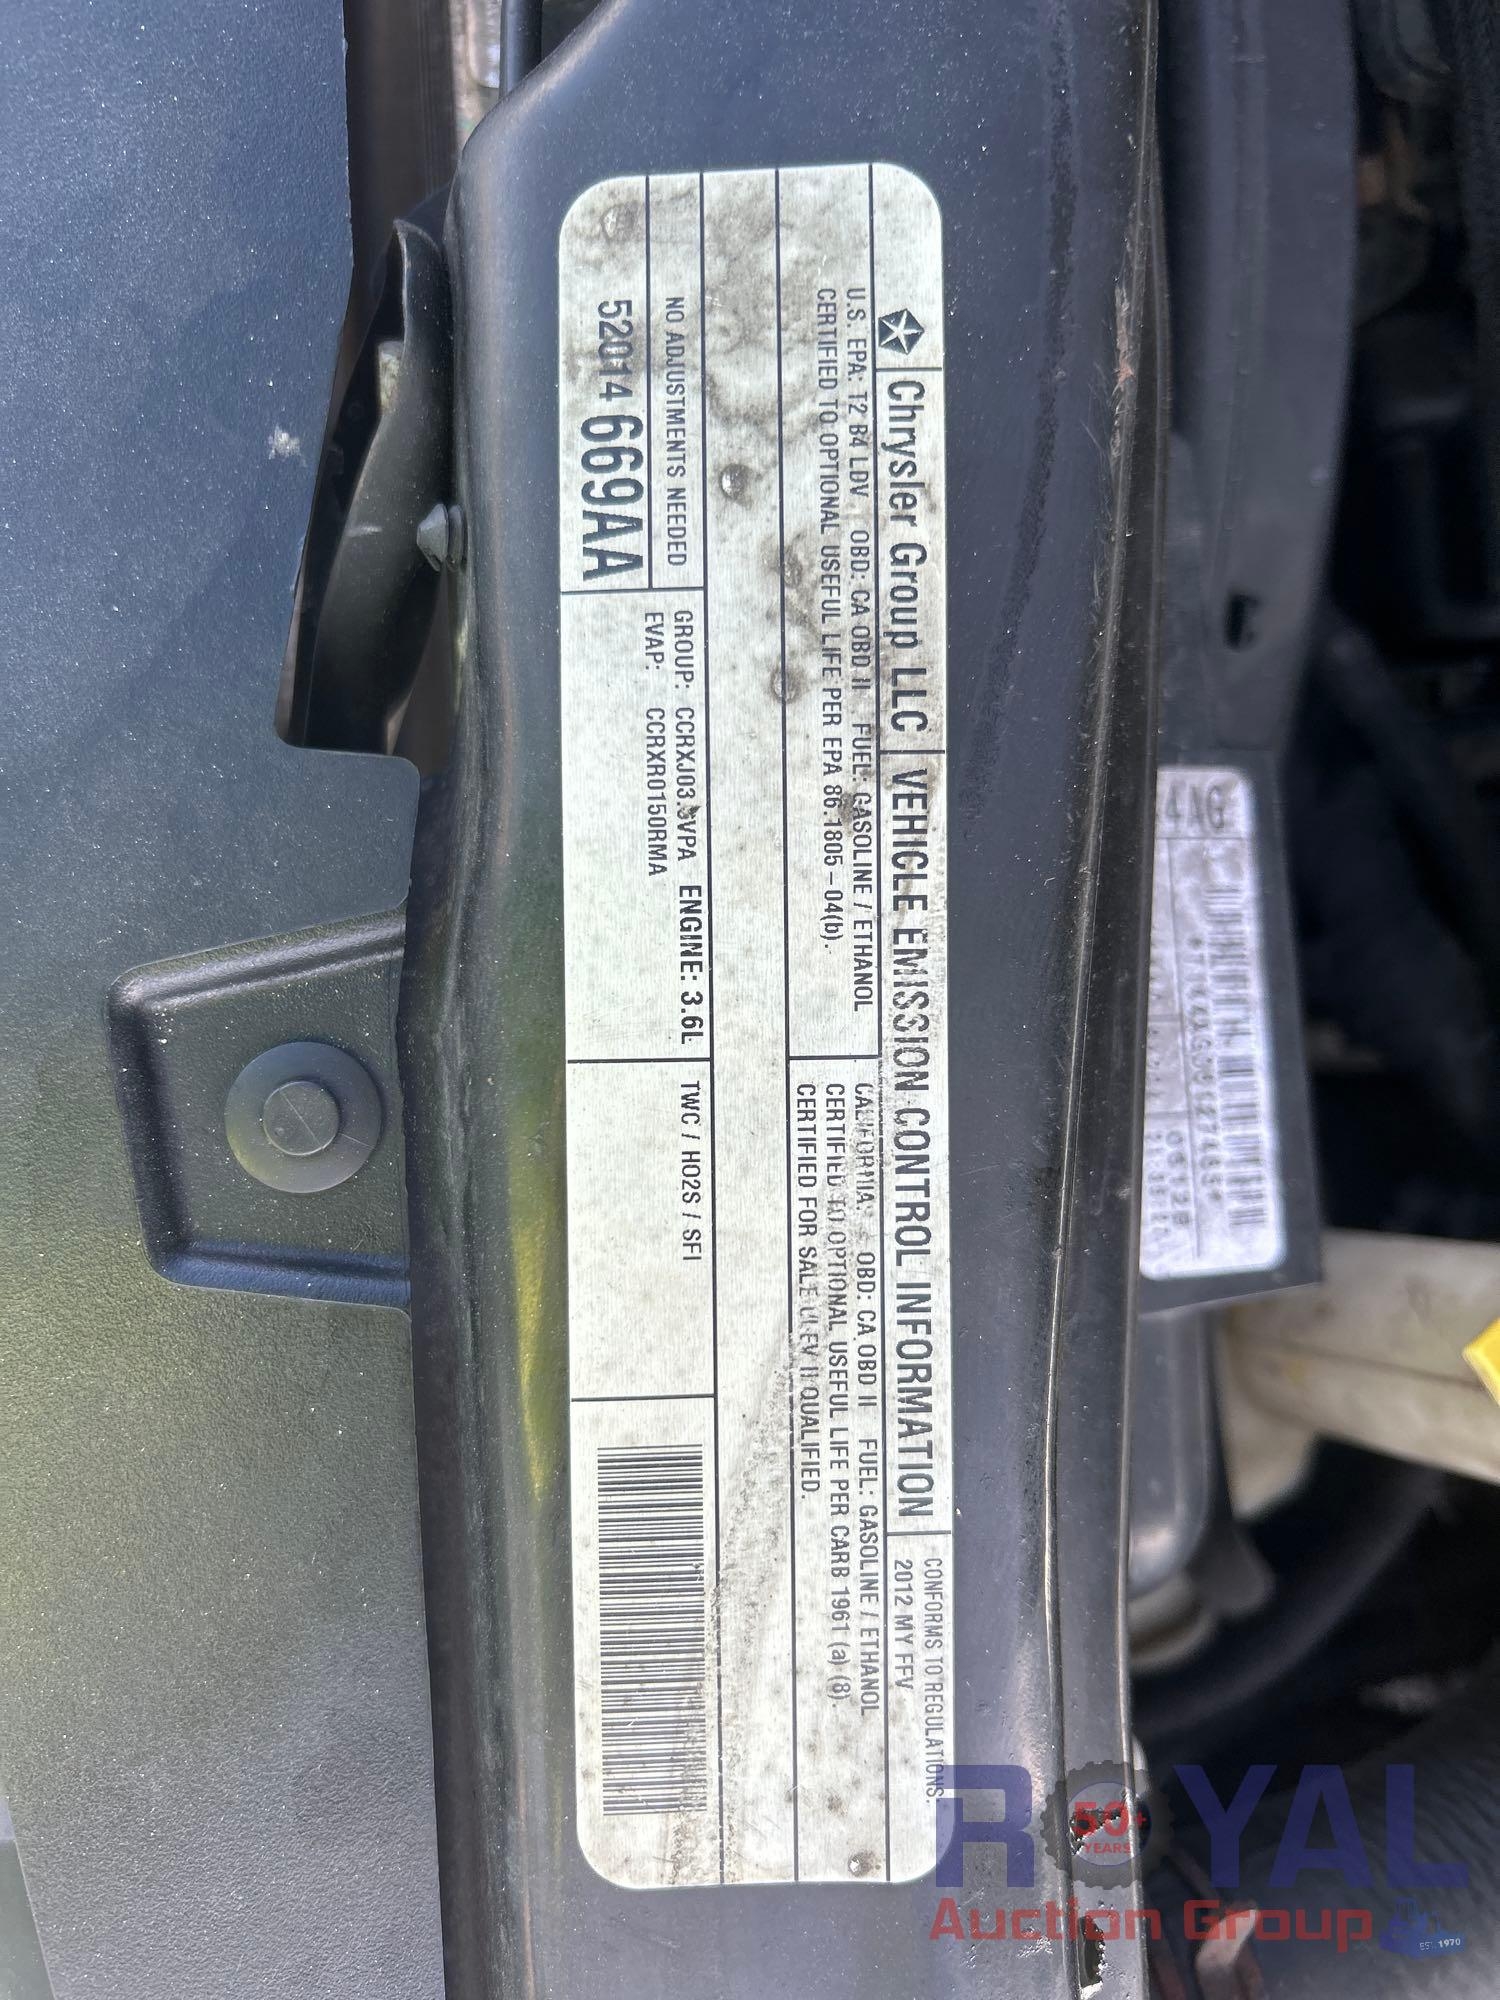 Chrysler Group LLC VEHICLE EMISSION CONTROL INFORMATION
CONFORMS TO REGULATIONS:
2012 MY FFV
U.S. EPA: T2 B4 LDV OBD: CA OBD II FUEL: GASOLINE / ETHANOL
CERTIFIED TO OPTIONAL USEFUL LIFE PER EPA 86.1805-04(b).
CALIFORNIA: OBD: CA OBD II FUEL: GASOLINE / ETHANOL
CERTIFIED TO OPTIONAL USEFUL LIFE PER CARB 1961 (a) (8).
CERTIFIED FOR SALE ULEV II QUALIFIED.
NO ADJUSTMENTS NEEDED
52014669AA
GROUP: CCRXJ03.6VPA ENGINE: 3.6L
EVAP: CCRXR0150RMA
TWC / HO2S / SFI
4AG
ROYAL
50+
YEARS
Auction Group
EST. 1970